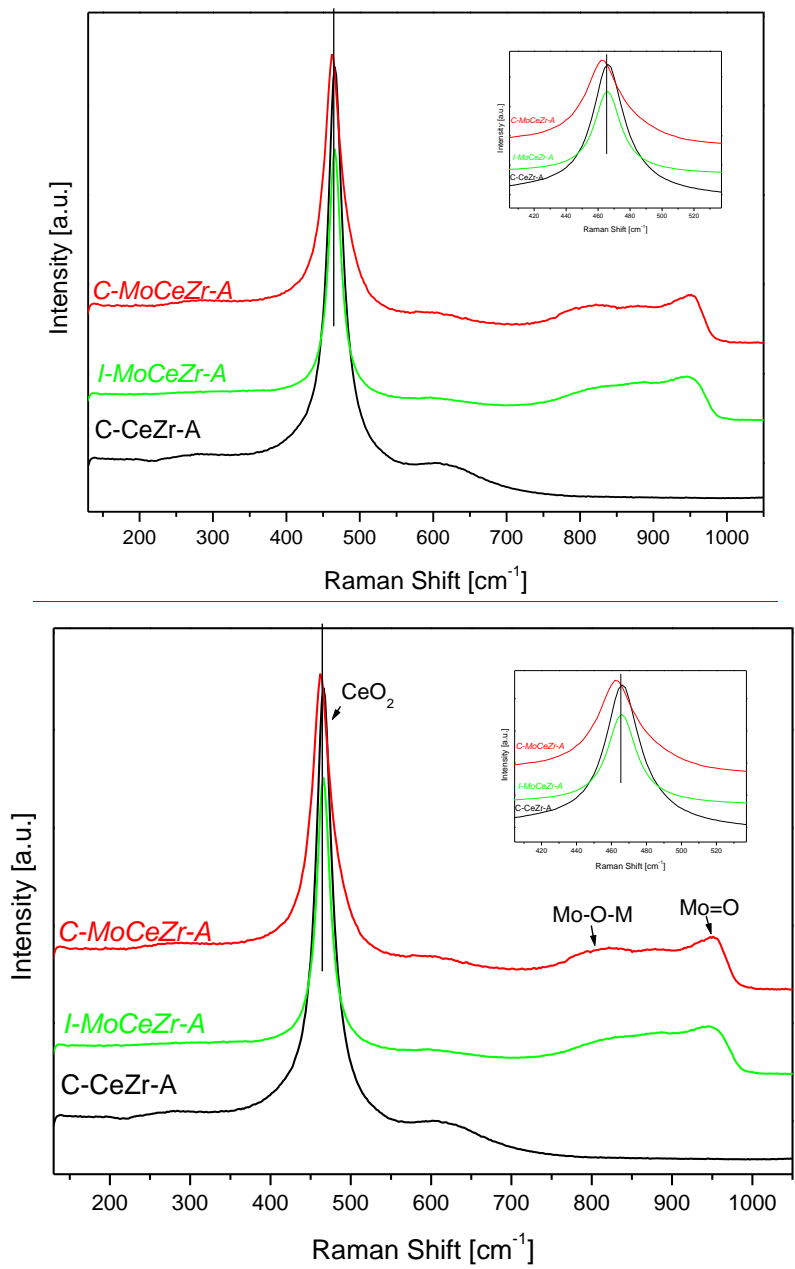 C-MoCeZr-A
I-MoCeZr-A
C-CeZr-A
Intensity [a.u.]
420 440 460 480 500 520
Raman Shift [cm⁻¹]
C-MoCeZr-A
I-MoCeZr-A
C-CeZr-A
Intensity [a.u.]
200 300 400 500 600 700 800 900 1000
Raman Shift [cm⁻¹]
CeO₂
C-MoCeZr-A
I-MoCeZr-A
C-CeZr-A
Intensity [a.u.]
420 440 460 480 500 520
Raman Shift [cm⁻¹]
Mo-O-M
Mo=O
C-MoCeZr-A
I-MoCeZr-A
C-CeZr-A
Intensity [a.u.]
200 300 400 500 600 700 800 900 1000
Raman Shift [cm⁻¹]